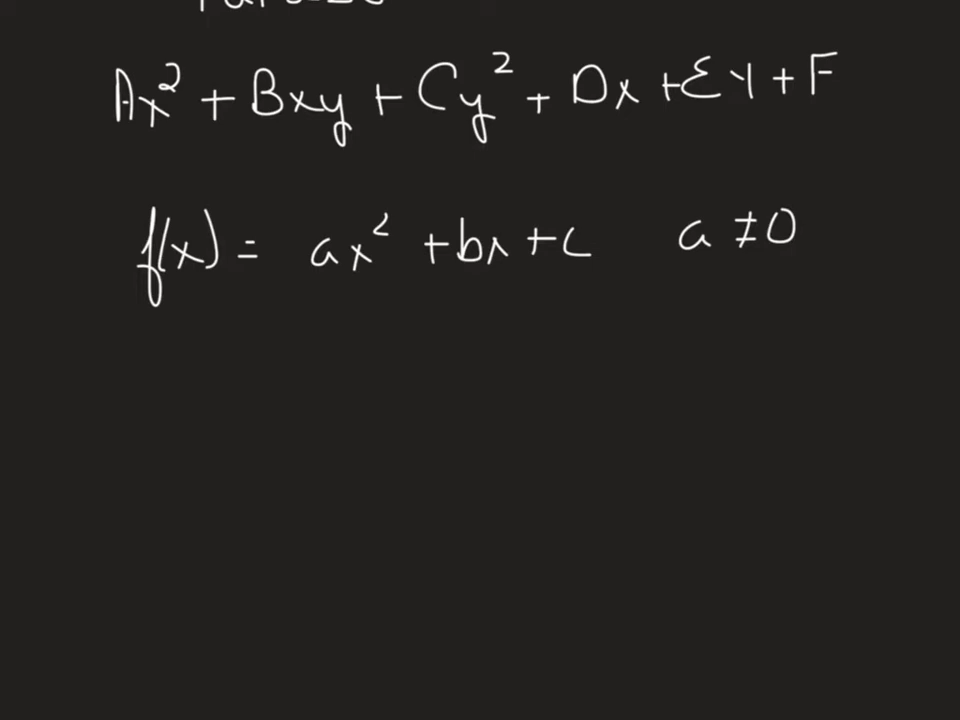 Ax² + Bxy + Cy² + Dx + Ey + F
f(x) = ax² + bx + c a ≠ 0